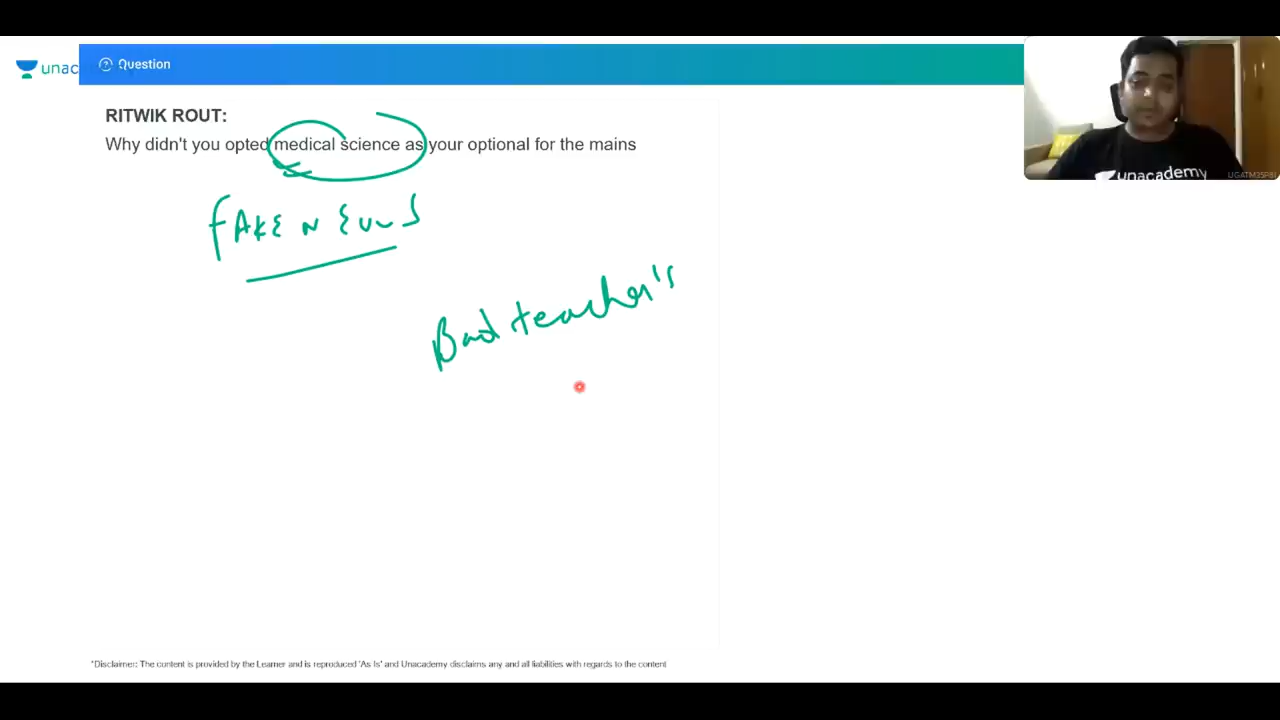 unacademy
Question
RITWIK ROUT:
Why didn't you opted medical science as your optional for the mains
FAKE NEWS
Bad teacher's
unacademy
UGATM35P8I
*Disclaimer: The content is provided by the Learner and is reproduced 'As Is' and Unacademy disclaims any and all liabilities with regards to the content